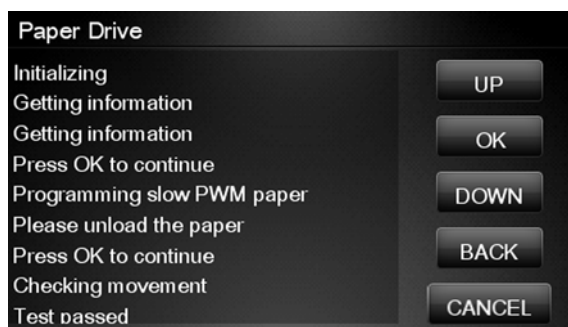 Paper Drive
Initializing
Getting information
Getting information
Press OK to continue
Programming slow PWM paper
Please unload the paper
Press OK to continue
Checking movement
Test passed
UP
OK
DOWN
BACK
CANCEL